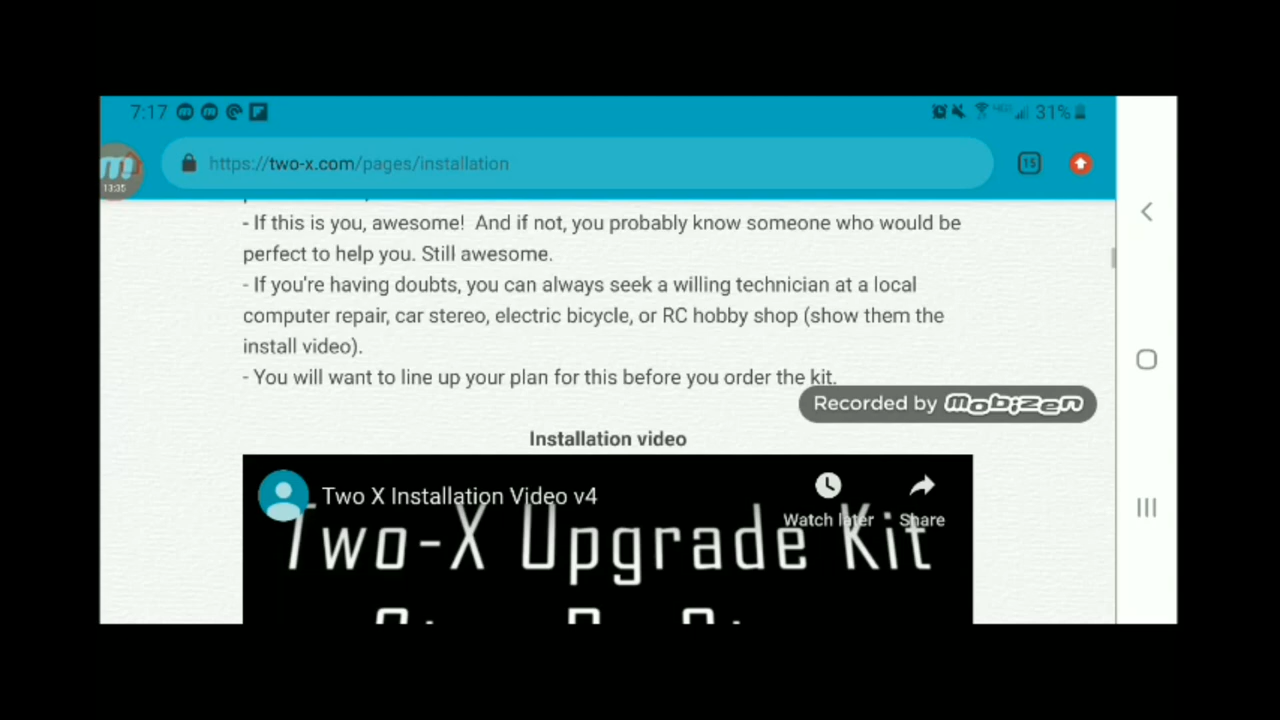 7:17
31%
13:35
https://two-x.com/pages/installation
15
- If this is you, awesome!  And if not, you probably know someone who would be
perfect to help you. Still awesome.
- If you're having doubts, you can always seek a willing technician at a local
computer repair, car stereo, electric bicycle, or RC hobby shop (show them the
install video).
- You will want to line up your plan for this before you order the kit.
Recorded by Mobizen
Installation video
Two X Installation Video v4
Watch later
Share
Two-X Upgrade Kit